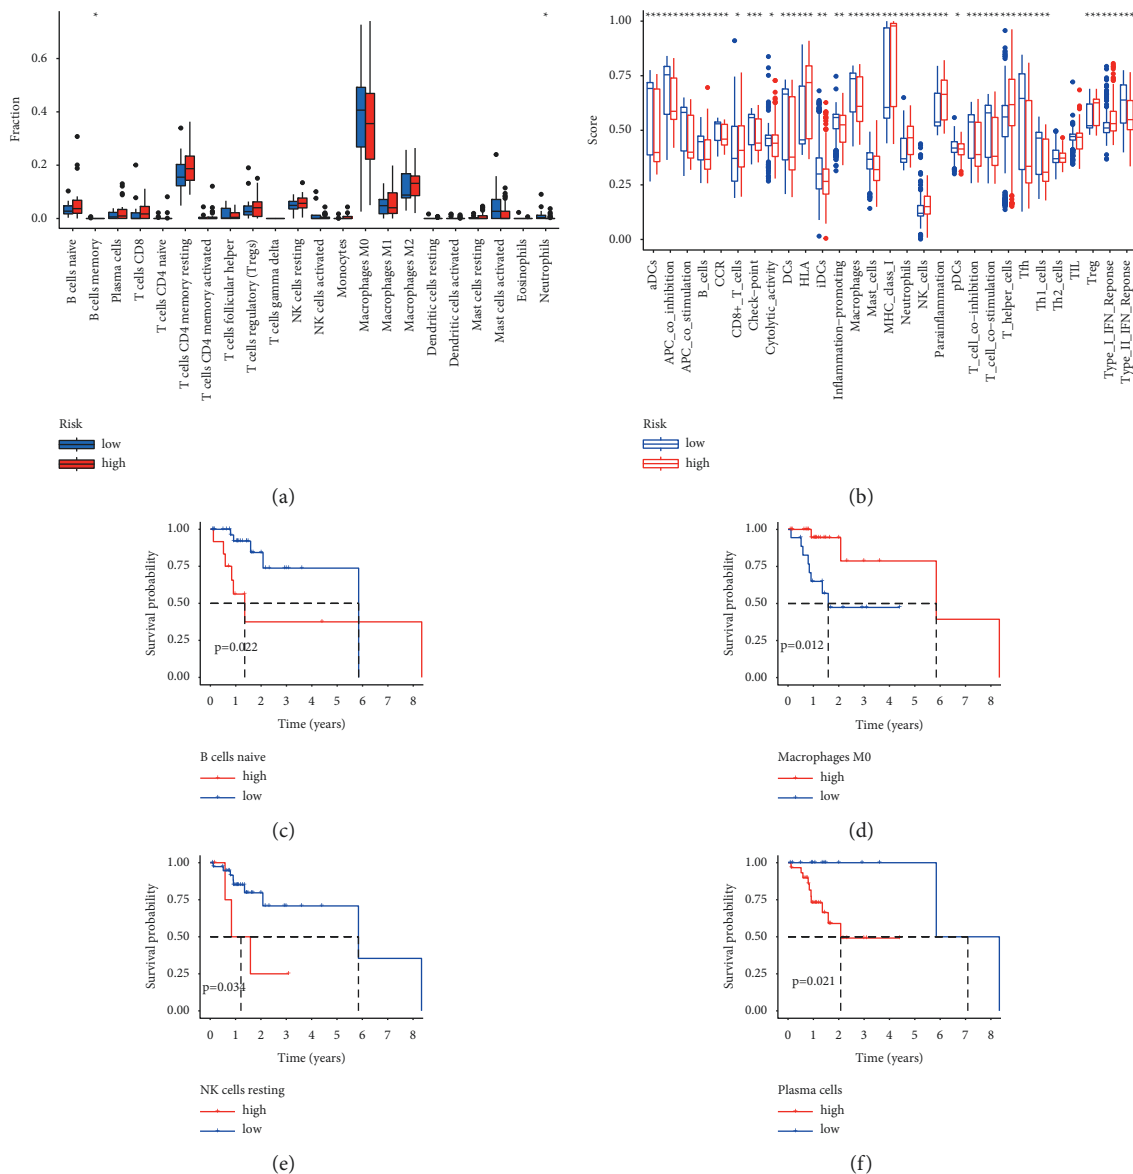 * *
0.6
0.4
0.2
0.0
Fraction
B cells naive
B cells memory
Plasma cells
T cells CD8
T cells CD4 naive
T cells CD4 memory resting
T cells CD4 memory activated
T cells follicular helper
T cells regulatory (Tregs)
T cells gamma delta
NK cells resting
NK cells activated
Monocytes
Macrophages M0
Macrophages M1
Macrophages M2
Dendritic cells resting
Dendritic cells activated
Mast cells resting
Mast cells activated
Eosinophils
Neutrophils
Risk
low
high
(a)
1.00
0.75
0.50
0.25
0.00
Score
aDCs
APC_co_inhibition
APC_co_stimulation
B_cells
CCR
CD8+_T_cells
Check-point
Cytolytic_activity
DCs
HLA
iDCs
Inflammation-promoting
Macrophages
Mast_cells
MHC_class_I
Neutrophils
NK_cells
Parainflammation
pDCs
T_cell_co-inhibition
T_cell_co-stimulation
T_helper_cells
Tfh
Th1_cells
Th2_cells
TIL
Treg
Type_I_IFN_Reponse
Type_II_IFN_Reponse
Risk
low
high
(b)
1.00
0.75
0.50
0.25
0.00
Survival probability
p=0.022
0 1 2 3 4 5 6 7 8
Time (years)
B cells naive
high
low
(c)
1.00
0.75
0.50
0.25
0.00
Survival probability
p=0.012
0 1 2 3 4 5 6 7 8
Time (years)
Macrophages M0
high
low
(d)
1.00
0.75
0.50
0.25
0.00
Survival probability
p=0.034
0 1 2 3 4 5 6 7 8
Time (years)
NK cells resting
high
low
(e)
1.00
0.75
0.50
0.25
0.00
Survival probability
p=0.021
0 1 2 3 4 5 6 7 8
Time (years)
Plasma cells
high
low
(f)